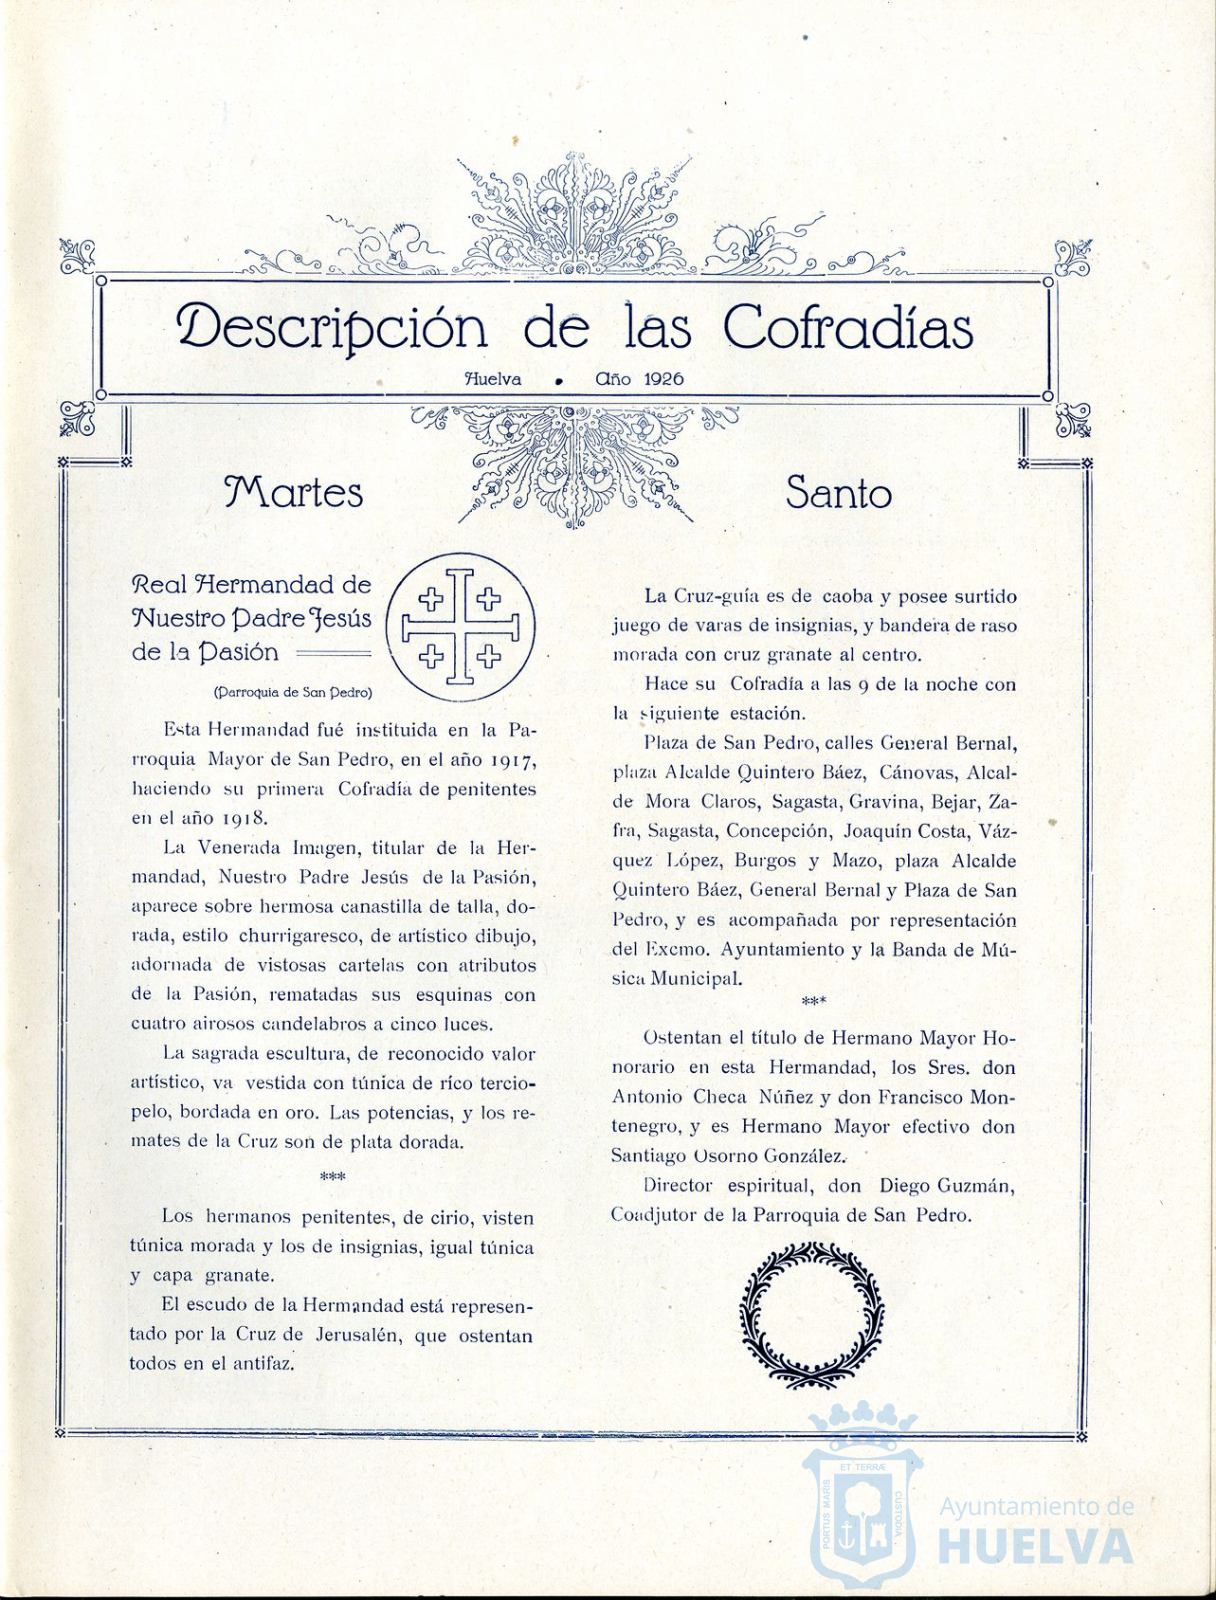 Descripción de las Cofradías
Huelva • Año 1926
Martes Santo
Real Hermandad de
Nuestro Padre Jesús
de la Pasión
(Parroquia de San Pedro)
Esta Hermandad fué instituida en la Pa-
rroquia Mayor de San Pedro, en el año 1917,
haciendo su primera Cofradía de penitentes
en el año 1918.
La Venerada Imagen, titular de la Her-
mandad, Nuestro Padre Jesús de la Pasión,
aparece sobre hermosa canastilla de talla, do-
rada, estilo churrigaresco, de artístico dibujo,
adornada de vistosas cartelas con atributos
de la Pasión, rematadas sus esquinas con
cuatro airosos candelabros a cinco luces.
La sagrada escultura, de reconocido valor
artístico, va vestida con túnica de ríco tercio-
pelo, bordada en oro. Las potencias, y los re-
mates de la Cruz son de plata dorada.
***
Los hermanos penitentes, de cirio, visten
túnica morada y los de insignias, igual túnica
y capa granate.
El escudo de la Hermandad está represen-
tado por la Cruz de Jerusalén, que ostentan
todos en el antifaz.
La Cruz-guía es de caoba y posee surtido
juego de varas de insignias, y bandera de raso
morada con cruz granate al centro.
Hace su Cofradía a las 9 de la noche con
la siguiente estación.
Plaza de San Pedro, calles General Bernal,
plaza Alcalde Quintero Báez, Cánovas, Alcal-
de Mora Claros, Sagasta, Gravina, Bejar, Za-
fra, Sagasta, Concepción, Joaquín Costa, Váz-
quez López, Burgos y Mazo, plaza Alcalde
Quintero Báez, General Bernal y Plaza de San
Pedro, y es acompañada por representación
del Excmo. Ayuntamiento y la Banda de Mú-
sica Municipal.
***
Ostentan el título de Hermano Mayor Ho-
norario en esta Hermandad, los Sres. don
Antonio Checa Núñez y don Francisco Mon-
tenegro, y es Hermano Mayor efectivo don
Santiago Osorno González.
Director espiritual, don Diego Guzmán,
Coadjutor de la Parroquia de San Pedro.
PORTUS MARIS
ET TERRÆ
CUSTODIA
Ayuntamiento de
HUELVA